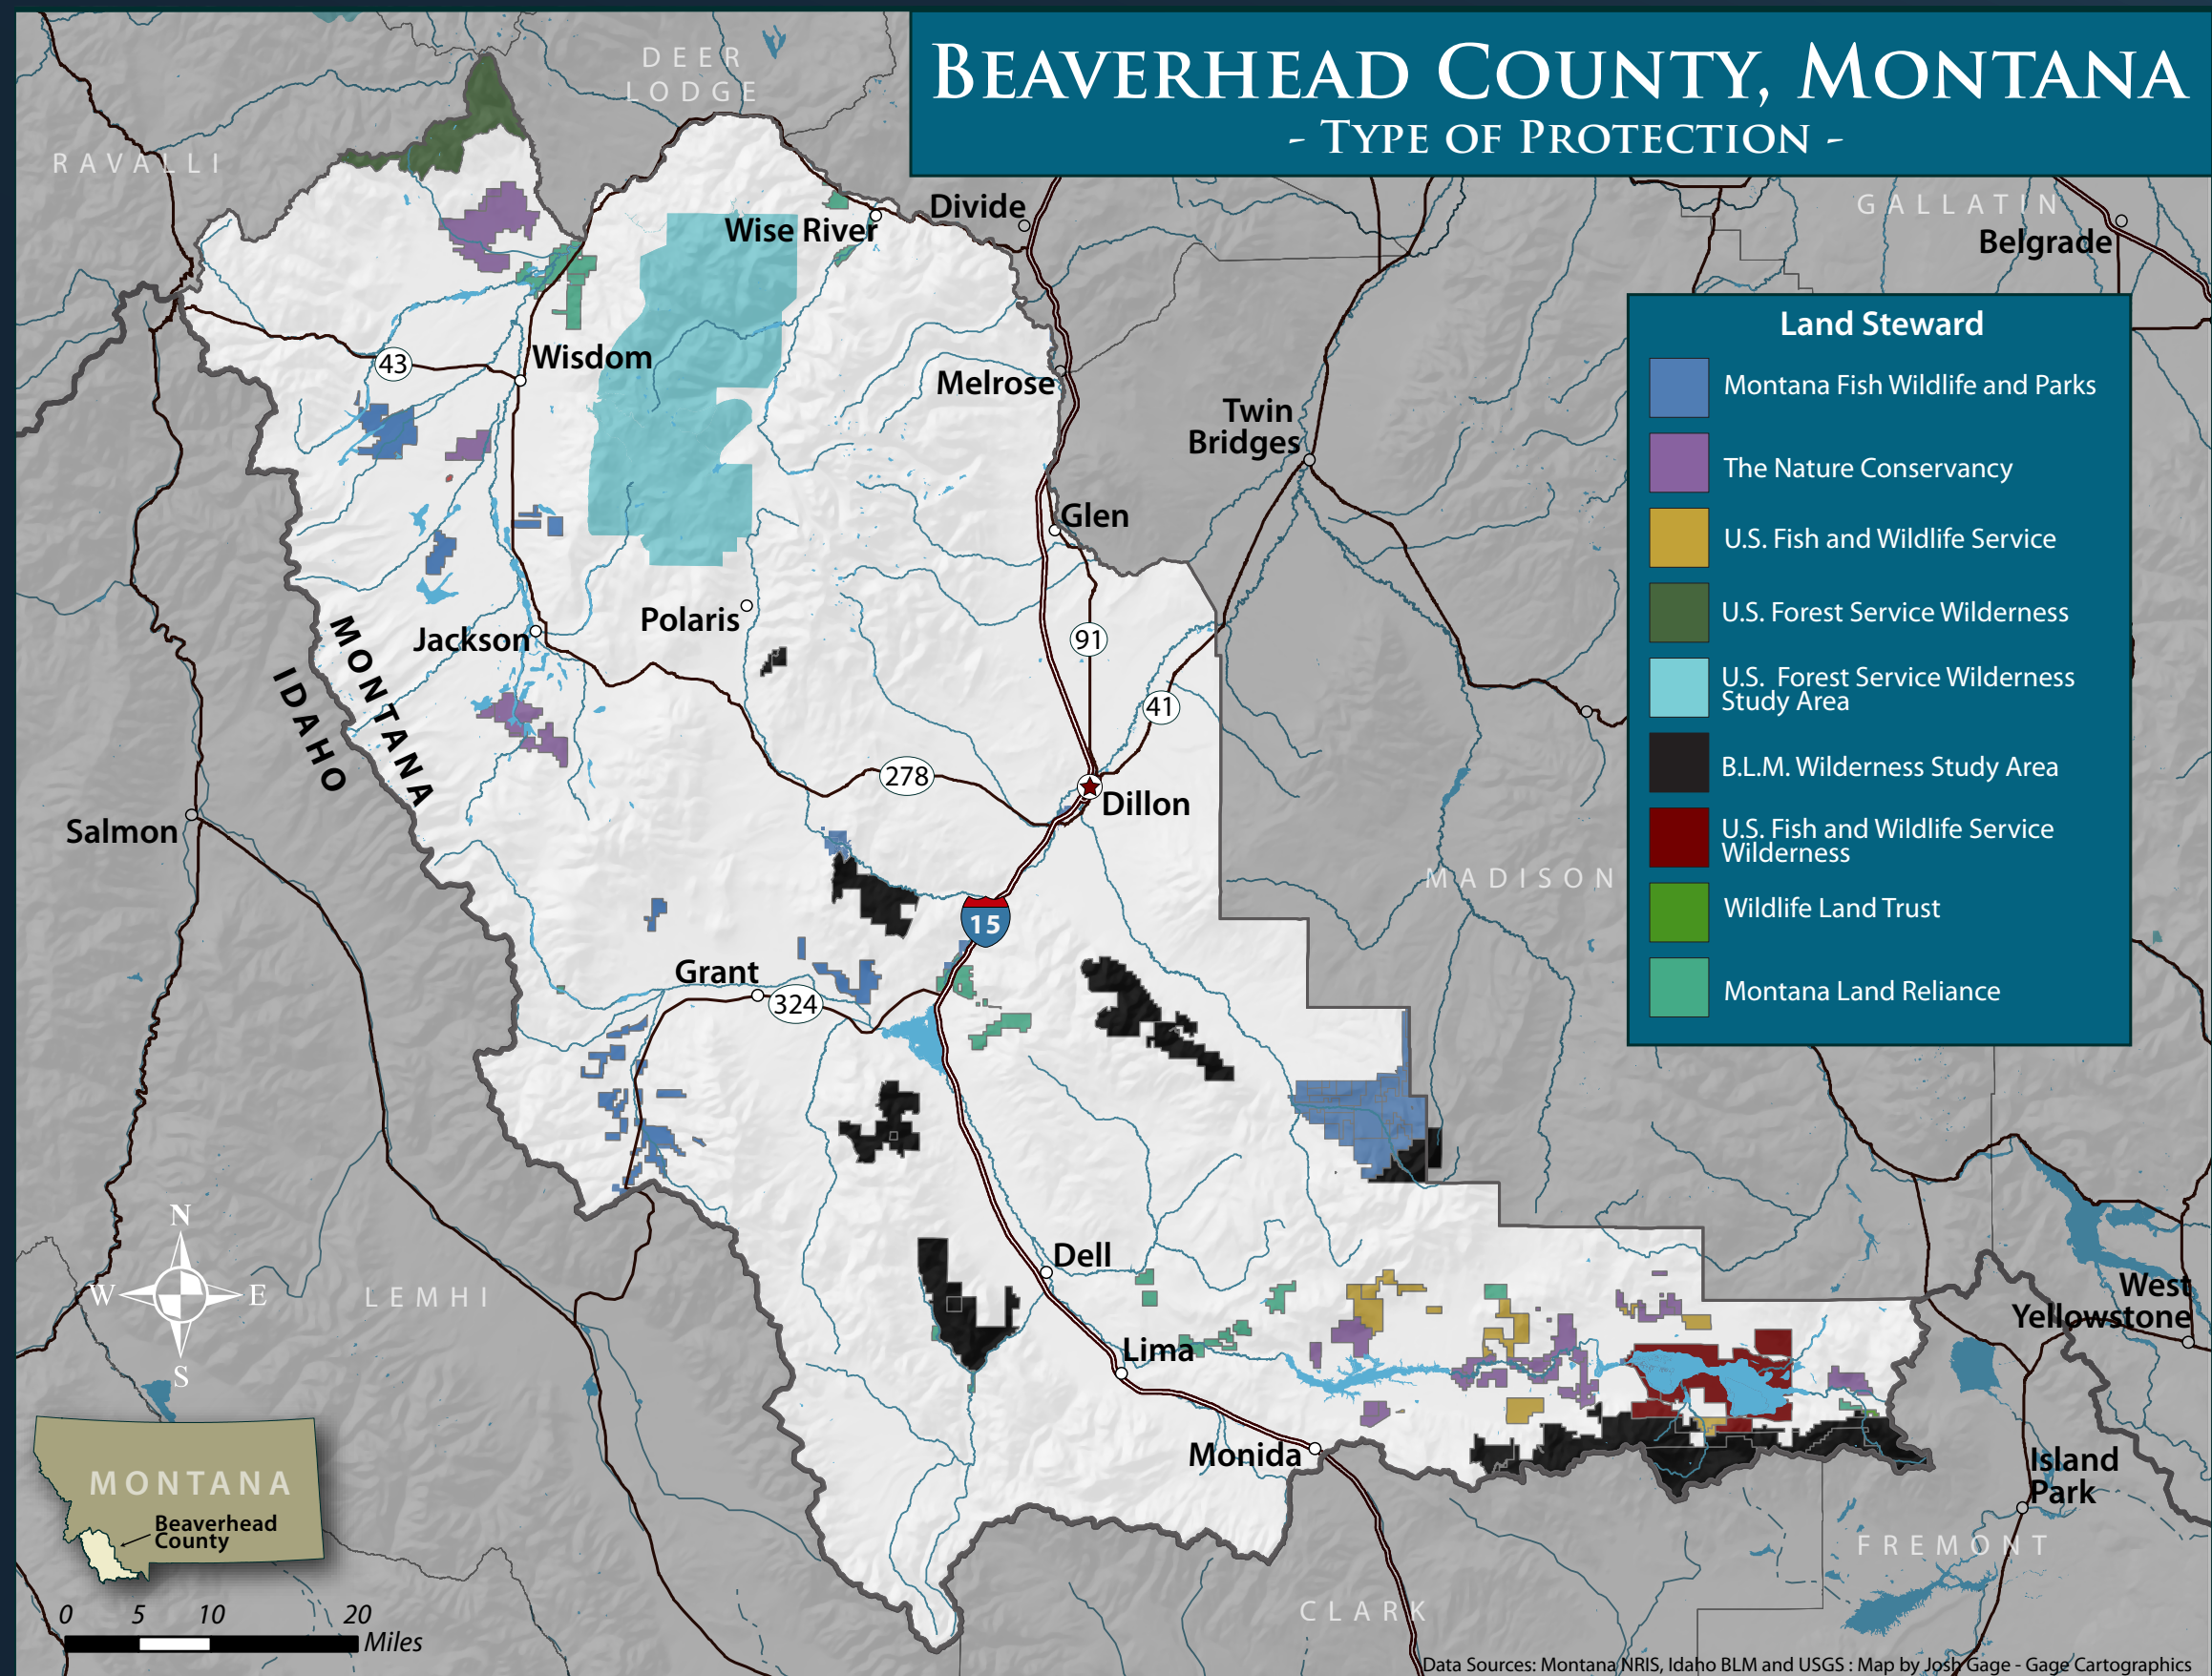 BEAVERHEAD COUNTY, MONTANA
- TYPE OF PROTECTION -
DEER
LODGE
RAVALLI
GALLATIN
Belgrade
Divide
Wise River
Wisdom
43
Melrose
Twin
Bridges
Glen
Polaris
Jackson
91
41
MONTANA
IDAHO
278
Dillon
Salmon
MADISON
15
Grant
324
Dell
LEMHI
Lima
Monida
West
Yellowstone
Island
Park
FREMONT
CLARK
Land Steward
Montana Fish Wildlife and Parks
The Nature Conservancy
U.S. Fish and Wildlife Service
U.S. Forest Service Wilderness
U.S. Forest Service Wilderness
Study Area
B.L.M. Wilderness Study Area
U.S. Fish and Wildlife Service
Wilderness
Wildlife Land Trust
Montana Land Reliance
N
W
E
S
MONTANA
Beaverhead
County
0 5 10 20
Miles
Data Sources: Montana NRIS, Idaho BLM and USGS : Map by Josh Gage - Gage Cartographics